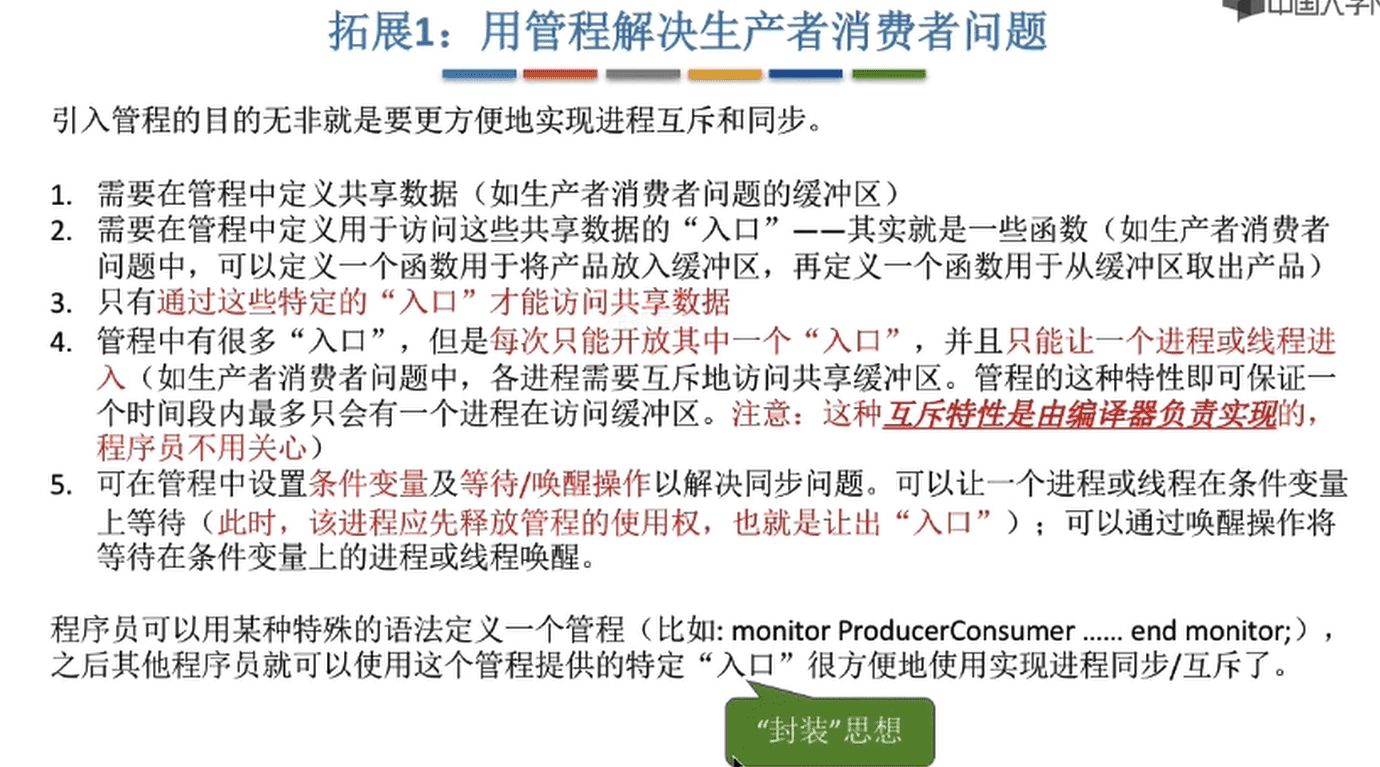 中国大学
拓展1：用管程解决生产者消费者问题
引入管程的目的无非就是要更方便地实现进程互斥和同步。
1. 需要在管程中定义共享数据（如生产者消费者问题的缓冲区）
2. 需要在管程中定义用于访问这些共享数据的“入口”——其实就是一些函数（如生产者消费者
问题中，可以定义一个函数用于将产品放入缓冲区，再定义一个函数用于从缓冲区取出产品）
3. 只有通过这些特定的“入口”才能访问共享数据
4. 管程中有很多“入口”，但是每次只能开放其中一个“入口”，并且只能让一个进程或线程进
入（如生产者消费者问题中，各进程需要互斥地访问共享缓冲区。管程的这种特性即可保证一
个时间段内最多只会有一个进程在访问缓冲区。注意：这种互斥特性是由编译器负责实现的，
程序员不用关心）
5. 可在管程中设置条件变量及等待/唤醒操作以解决同步问题。可以让一个进程或线程在条件变量
上等待（此时，该进程应先释放管程的使用权，也就是让出“入口”）；可以通过唤醒操作将
等待在条件变量上的进程或线程唤醒。
程序员可以用某种特殊的语法定义一个管程（比如: monitor ProducerConsumer …… end monitor;），
之后其他程序员就可以使用这个管程提供的特定“入口”很方便地使用实现进程同步/互斥了。
“封装”思想